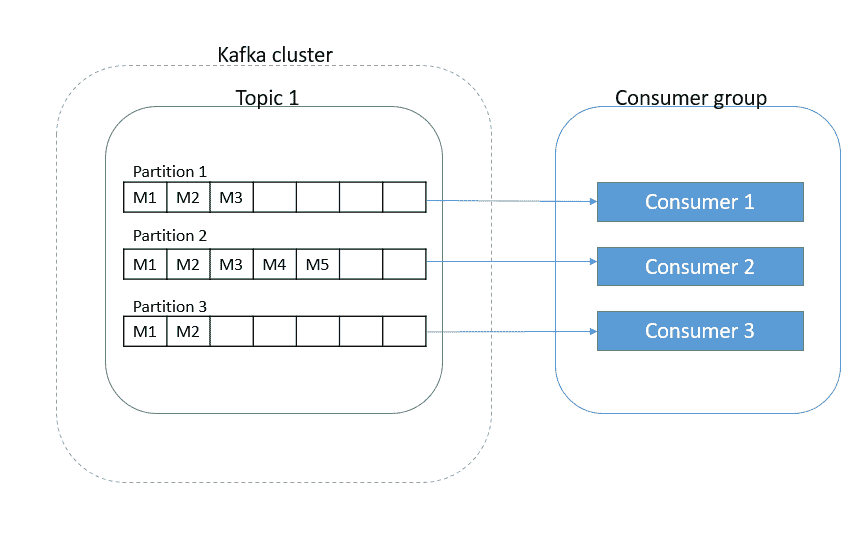 Kafka cluster
Topic 1
Consumer group
Partition 1
M1 M2 M3
Consumer 1
Partition 2
M1 M2 M3 M4 M5
Consumer 2
Partition 3
M1 M2
Consumer 3